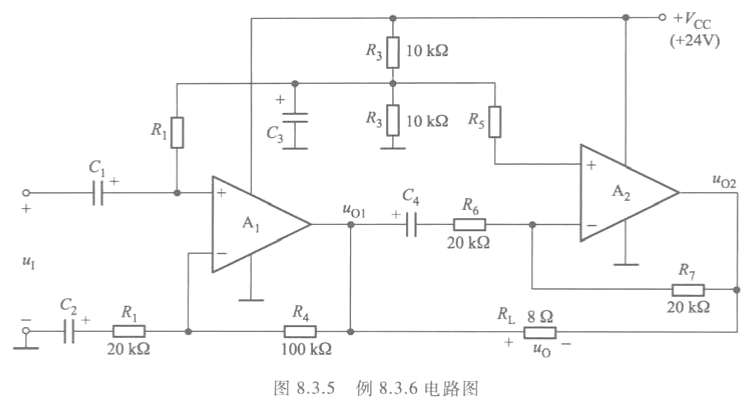 +V_CC
(+24V)
R_3 10 kΩ
+
R_1 C_3 R_3 10 kΩ R_5
C_1 + + + u_O2
+ A_1 u_O1 C_4 R_6 A_2
+ 20 kΩ −
u_I −
R_7
− C_2 + R_1 R_4 R_L 8 Ω 20 kΩ
20 kΩ 100 kΩ + u_O −
图 8.3.5 例 8.3.6 电路图